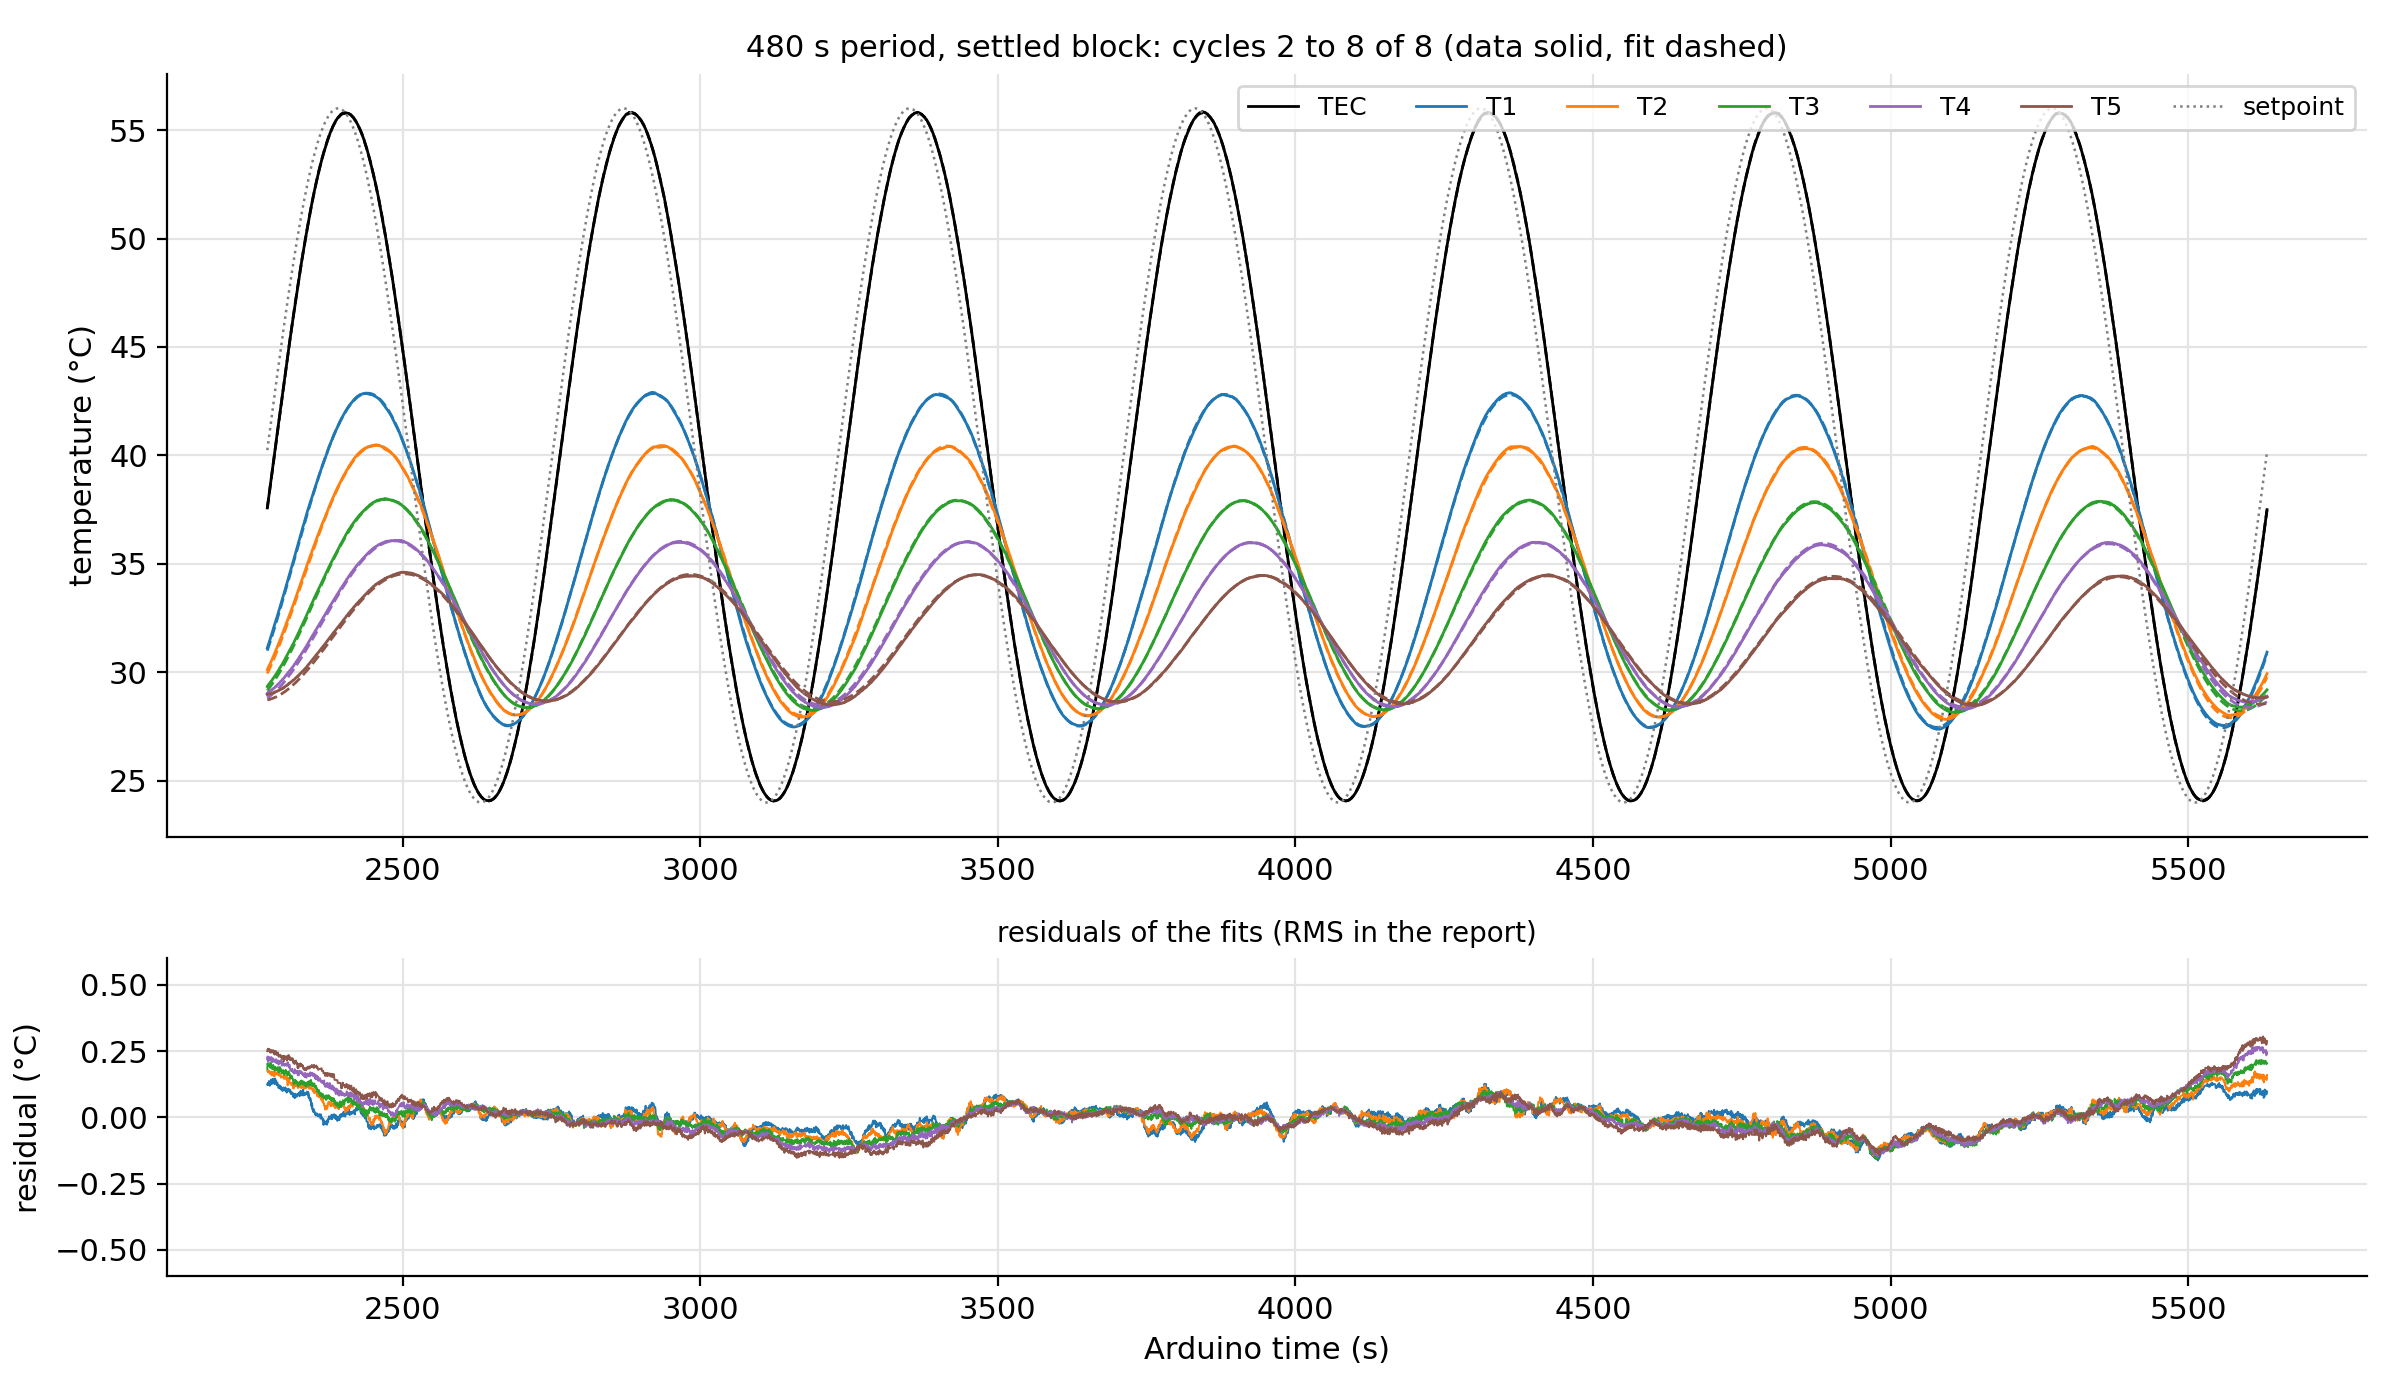 480 s period, settled block: cycles 2 to 8 of 8 (data solid, fit dashed)
TEC T1 T2 T3 T4 T5 setpoint
temperature (°C)
55
50
45
40
35
30
25
2500 3000 3500 4000 4500 5000 5500
residuals of the fits (RMS in the report)
residual (°C)
0.50
0.25
0.00
−0.25
−0.50
2500 3000 3500 4000 4500 5000 5500
Arduino time (s)